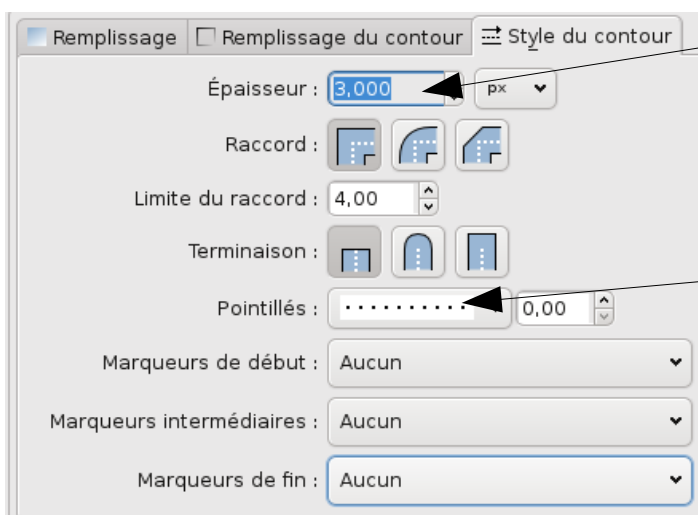 Remplissage Remplissage du contour Style du contour
Épaisseur : 3,000 px
Raccord :
Limite du raccord : 4,00
Terminaison :
Pointillés : 0,00
Marqueurs de début : Aucun
Marqueurs intermédiaires : Aucun
Marqueurs de fin : Aucun